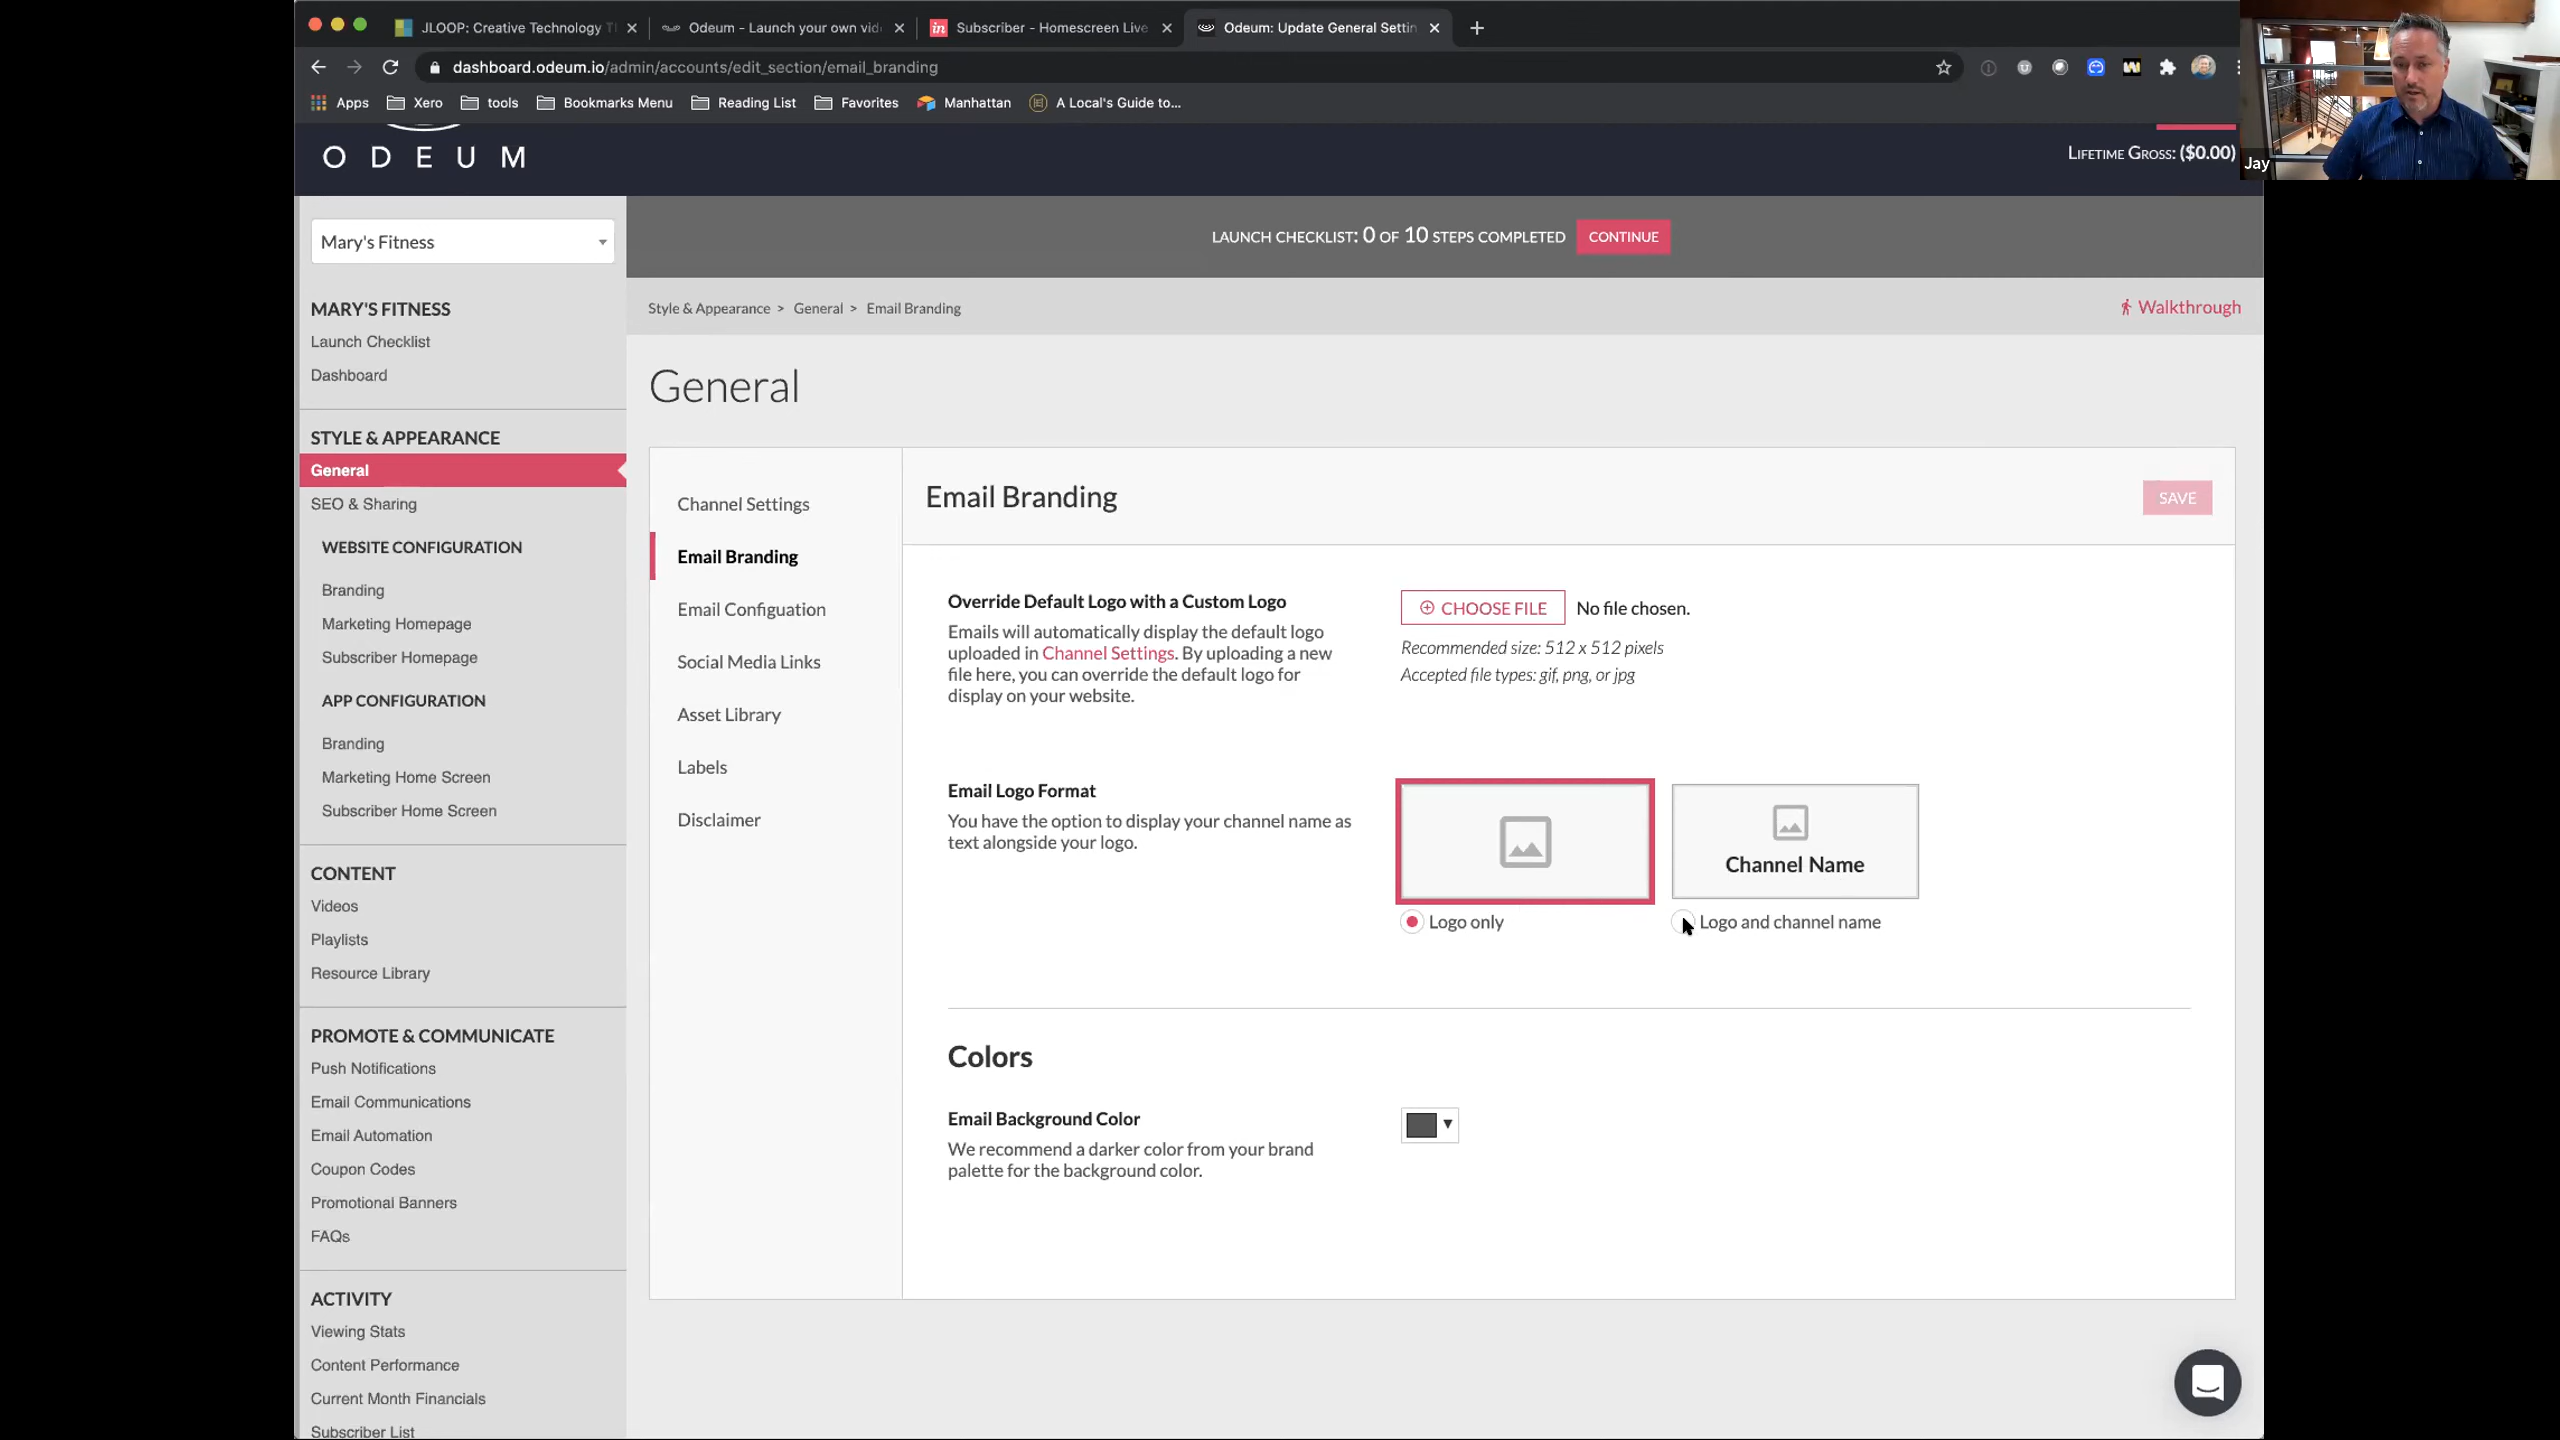 JLOOP: Creative Technology T
Odeum - Launch your own vid
Subscriber - Homescreen Live
Odeum: Update General Settin
dashboard.odeum.io/admin/accounts/edit_section/email_branding
Apps
Xero
tools
Bookmarks Menu
Reading List
Favorites
Manhattan
A Local's Guide to...
ODEUM
LIFETIME GROSS: ($0.00)
Jay
Mary's Fitness
LAUNCH CHECKLIST: 0 OF 10 STEPS COMPLETED
CONTINUE
MARY'S FITNESS
Launch Checklist
Dashboard
STYLE & APPEARANCE
General
SEO & Sharing
WEBSITE CONFIGURATION
Branding
Marketing Homepage
Subscriber Homepage
APP CONFIGURATION
Branding
Marketing Home Screen
Subscriber Home Screen
CONTENT
Videos
Playlists
Resource Library
PROMOTE & COMMUNICATE
Push Notifications
Email Communications
Email Automation
Coupon Codes
Promotional Banners
FAQs
ACTIVITY
Viewing Stats
Content Performance
Current Month Financials
Subscriber List
Style & Appearance > General > Email Branding
Walkthrough
General
Channel Settings
Email Branding
Email Configuation
Social Media Links
Asset Library
Labels
Disclaimer
Email Branding
SAVE
Override Default Logo with a Custom Logo
Emails will automatically display the default logo
uploaded in Channel Settings. By uploading a new
file here, you can override the default logo for
display on your website.
CHOOSE FILE
No file chosen.
Recommended size: 512 x 512 pixels
Accepted file types: gif, png, or jpg
Email Logo Format
You have the option to display your channel name as
text alongside your logo.
Channel Name
Logo only
Logo and channel name
Colors
Email Background Color
We recommend a darker color from your brand
palette for the background color.